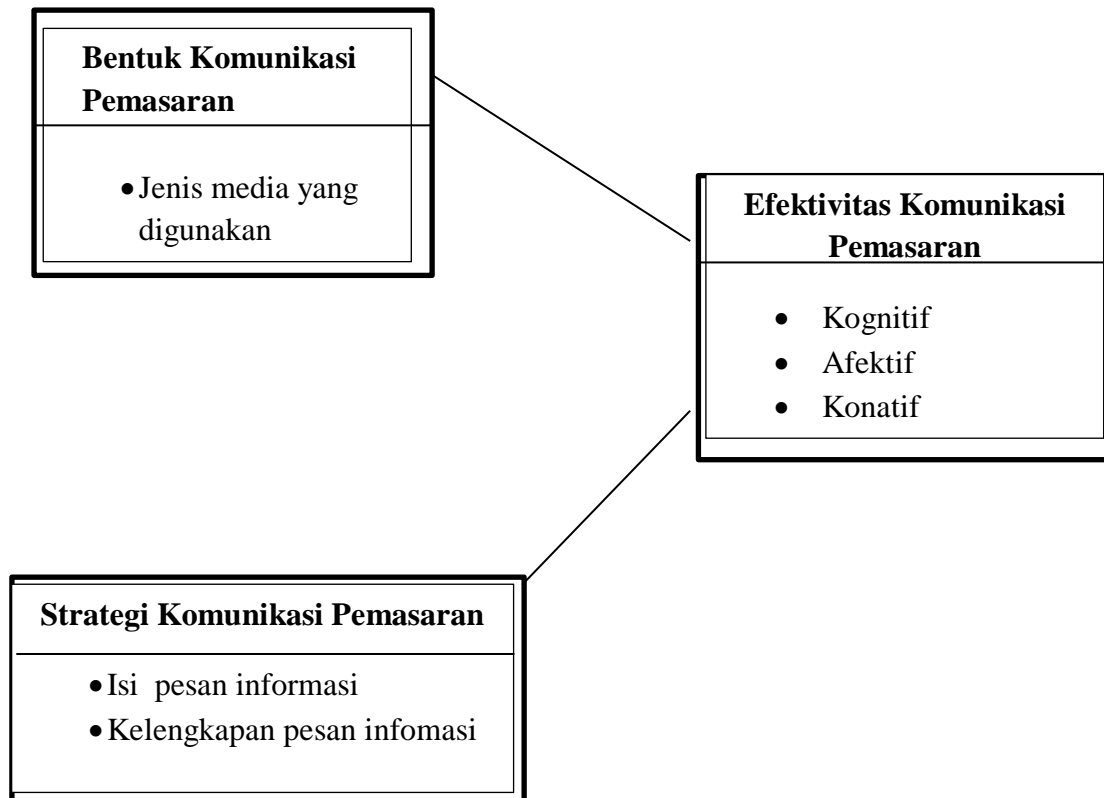 Bentuk Komunikasi
Pemasaran
• Jenis media yang
digunakan
Efektivitas Komunikasi
Pemasaran
• Kognitif
• Afektif
• Konatif
Strategi Komunikasi Pemasaran
• Isi pesan informasi
• Kelengkapan pesan infomasi